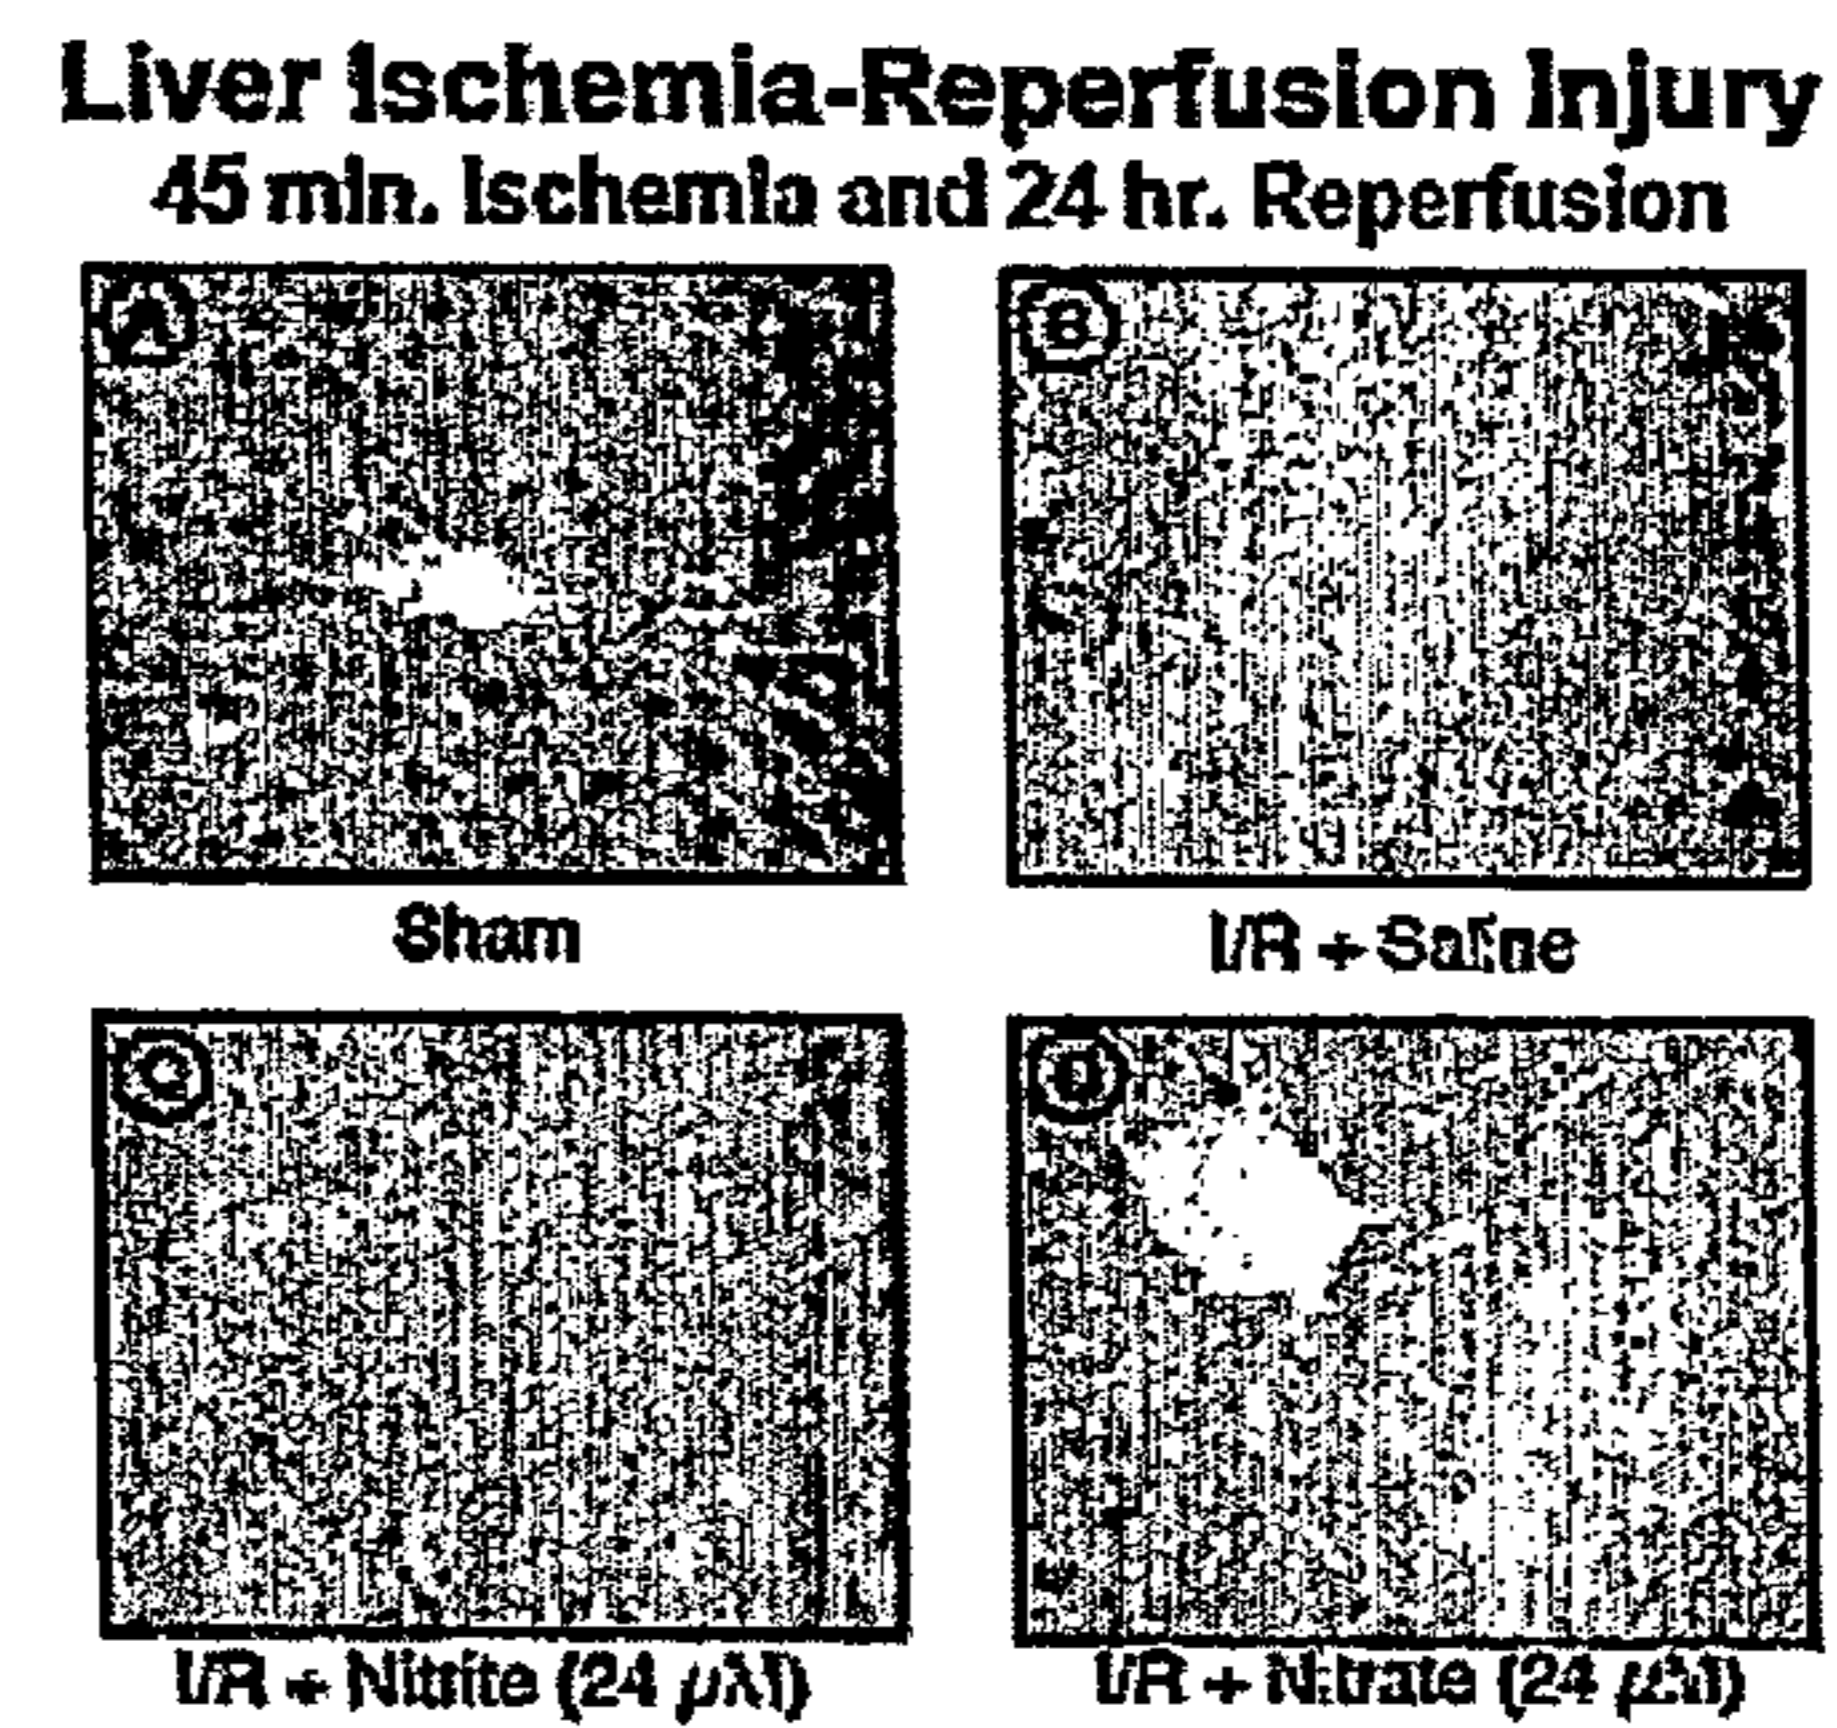 Liver Ischemia-Reperfusion Injury
45 min. Ischemia and 24 hr. Reperfusion
A
B
Sham
I/R + Saline
C
D
I/R + Nitrite (24 μM)
I/R + Nitrate (24 μM)